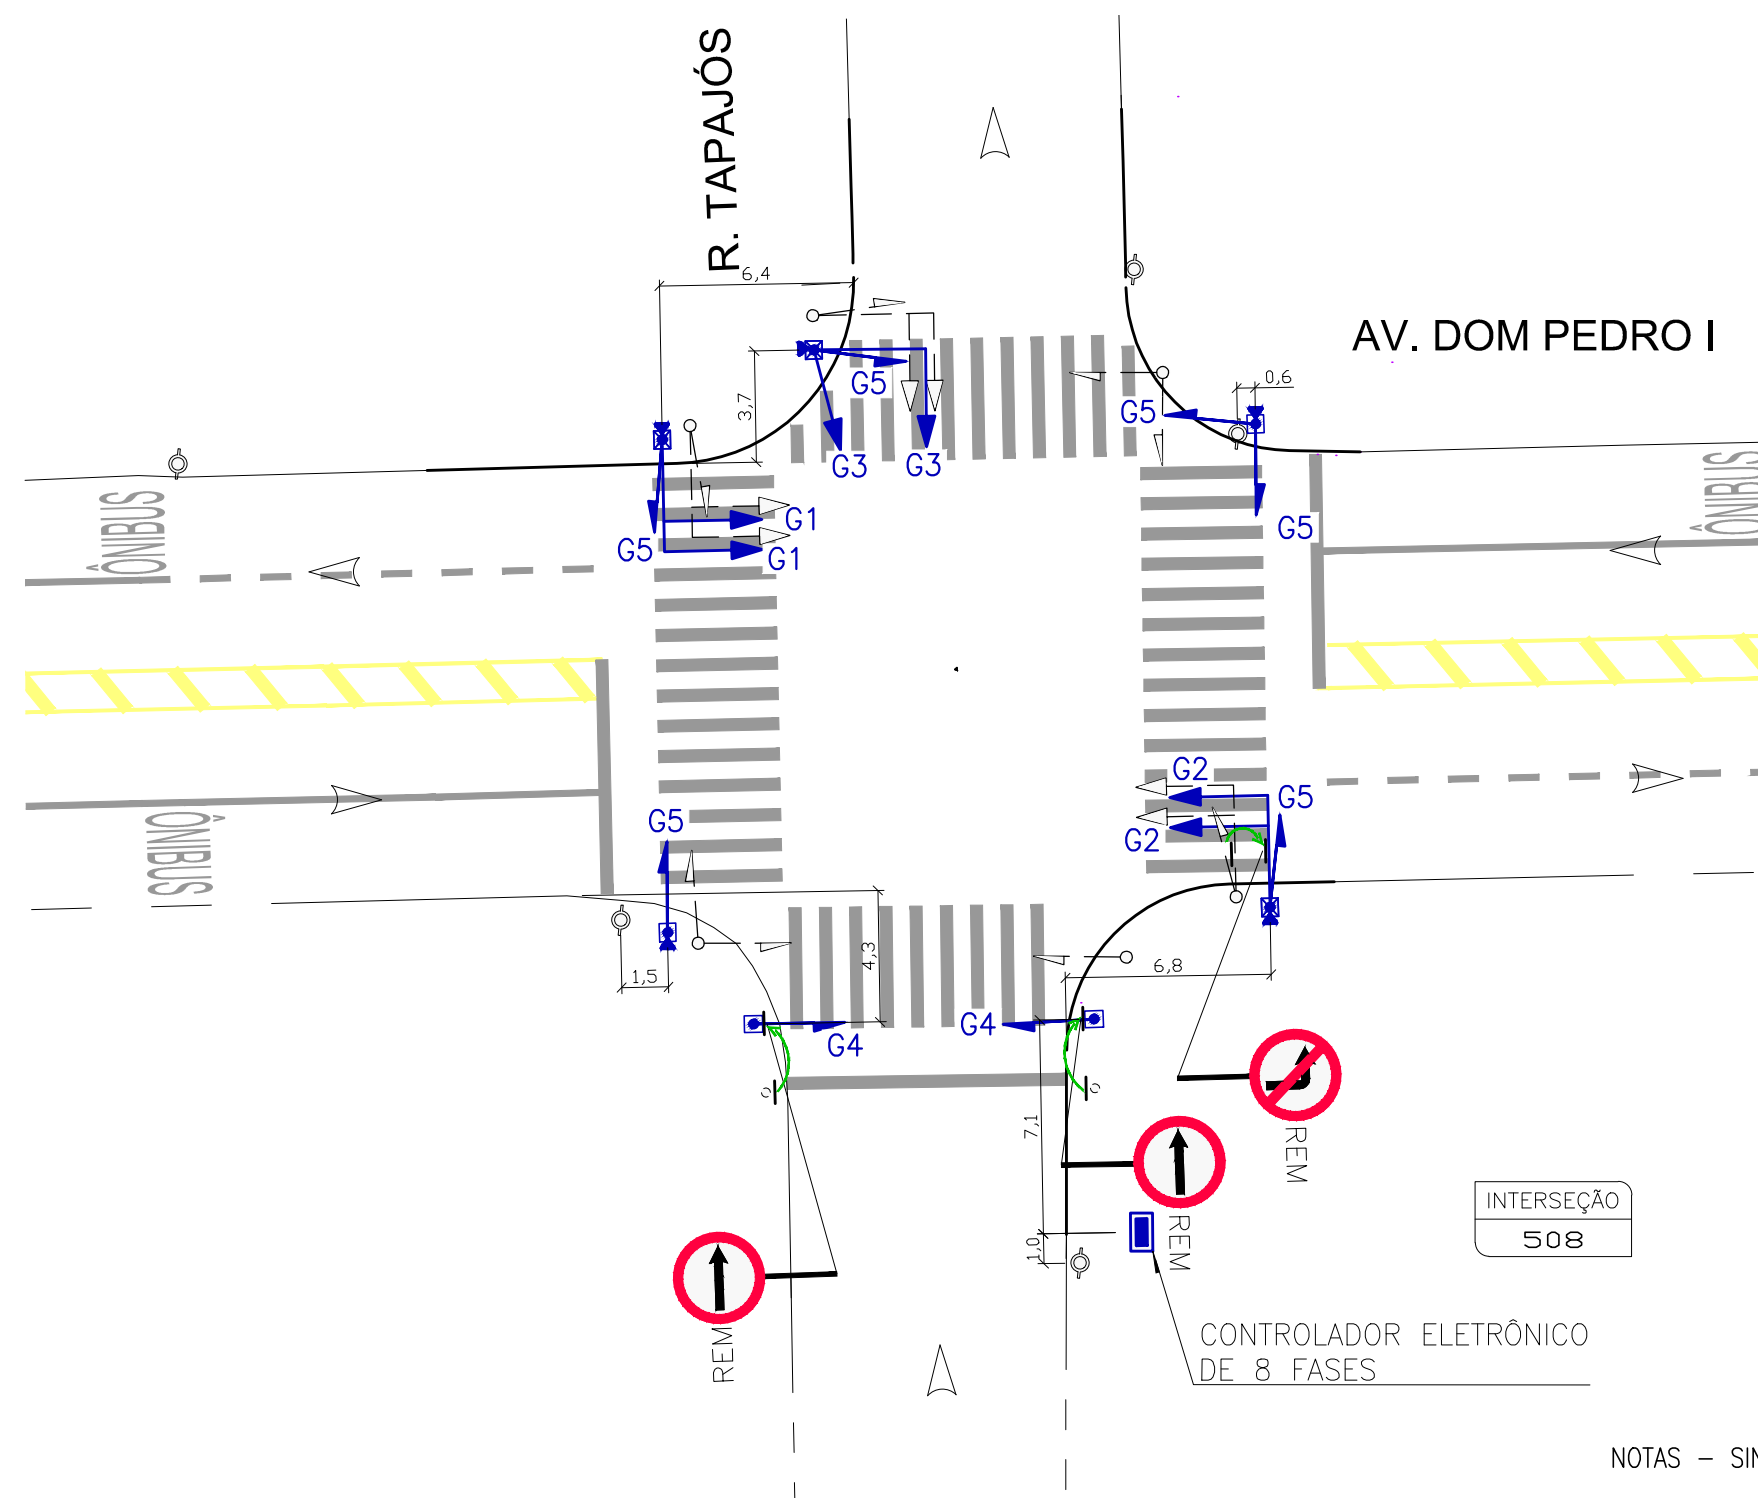 R. TAPAJÓS
AV. DOM PEDRO I
6,4
3,7
0,6
G5
G3
G3
G5
G5
G1
G5
G1
ÔNIBUS
ÔNIBUS
G2
G5
G5
G2
ÔNIBUS
4,3
6,8
1,5
G4
G4
7,1
1,0
REM
REM
REM
INTERSEÇÃO
508
CONTROLADOR ELETRÔNICO
DE 8 FASES
NOTAS – SIN